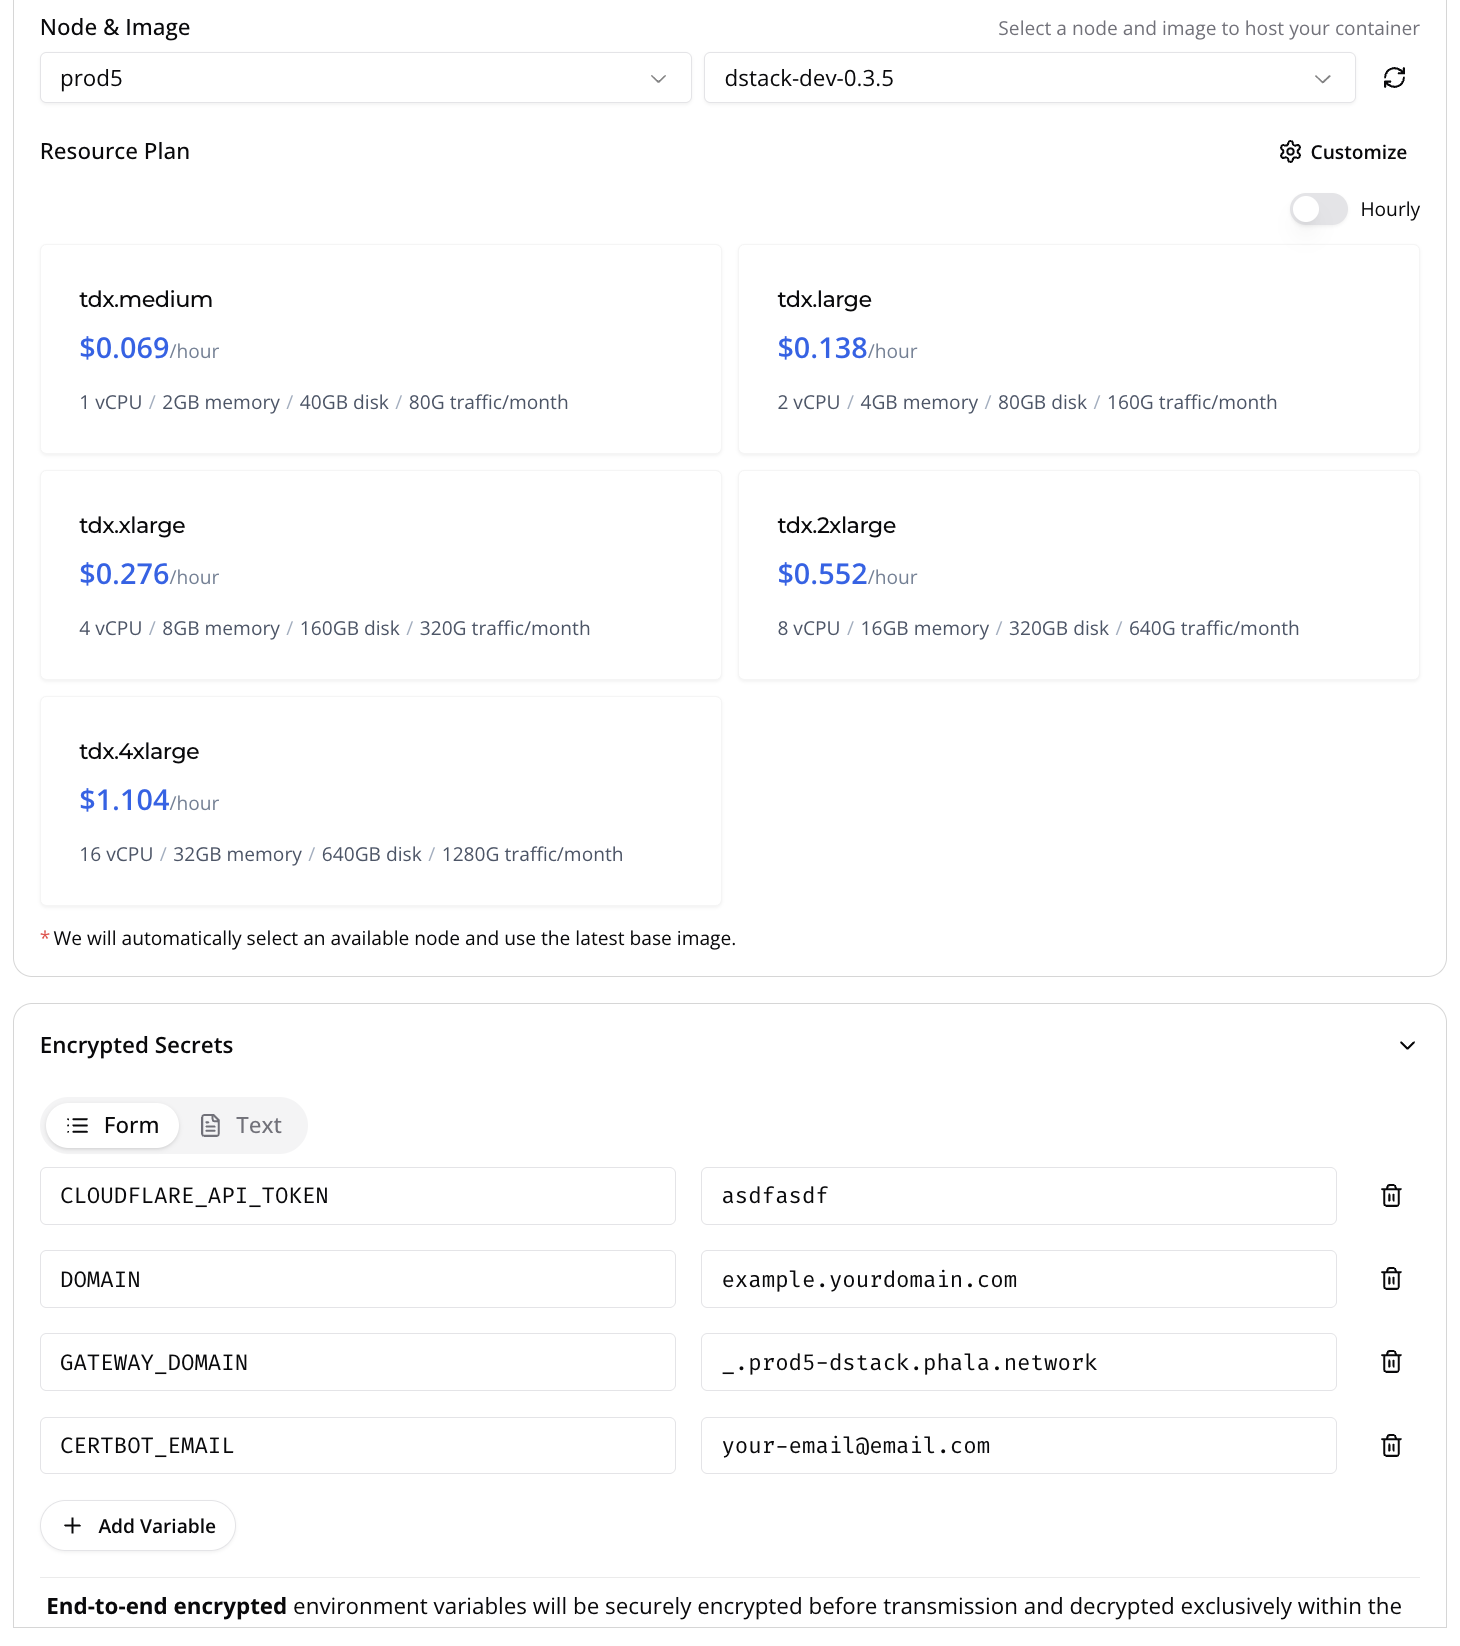 Node & Image
Select a node and image to host your container
prod5
dstack-dev-0.3.5
Resource Plan
Customize
Hourly
tdx.medium
$0.069/hour
1 vCPU / 2GB memory / 40GB disk / 80G traffic/month
tdx.large
$0.138/hour
2 vCPU / 4GB memory / 80GB disk / 160G traffic/month
tdx.xlarge
$0.276/hour
4 vCPU / 8GB memory / 160GB disk / 320G traffic/month
tdx.2xlarge
$0.552/hour
8 vCPU / 16GB memory / 320GB disk / 640G traffic/month
tdx.4xlarge
$1.104/hour
16 vCPU / 32GB memory / 640GB disk / 1280G traffic/month
* We will automatically select an available node and use the latest base image.
Encrypted Secrets
Form
Text
CLOUDFLARE_API_TOKEN
asdfasdf
DOMAIN
example.yourdomain.com
GATEWAY_DOMAIN
_.prod5-dstack.phala.network
CERTBOT_EMAIL
your-email@email.com
Add Variable
End-to-end encrypted environment variables will be securely encrypted before transmission and decrypted exclusively within the